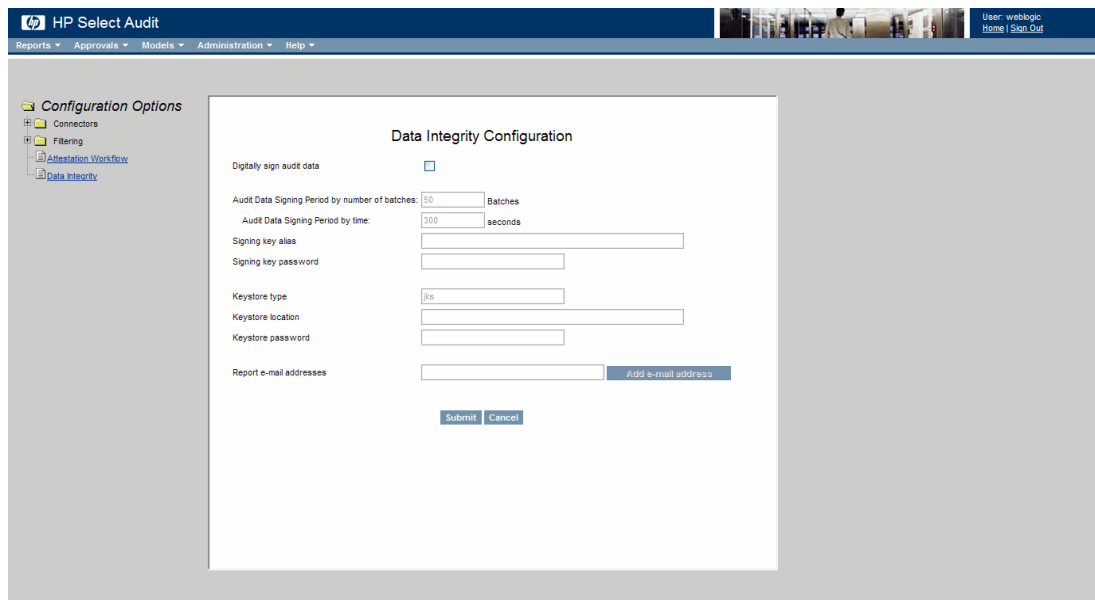 hp HP Select Audit
User: weblogic
Home | Sign Out
Reports Approvals Models Administration Help
Configuration Options
Connectors
Filtering
Attestation Workflow
Data Integrity
Data Integrity Configuration
Digitally sign audit data
Audit Data Signing Period by number of batches: 50 Batches
Audit Data Signing Period by time: 300 seconds
Signing key alias
Signing key password
Keystore type jks
Keystore location
Keystore password
Report e-mail addresses Add e-mail address
Submit Cancel